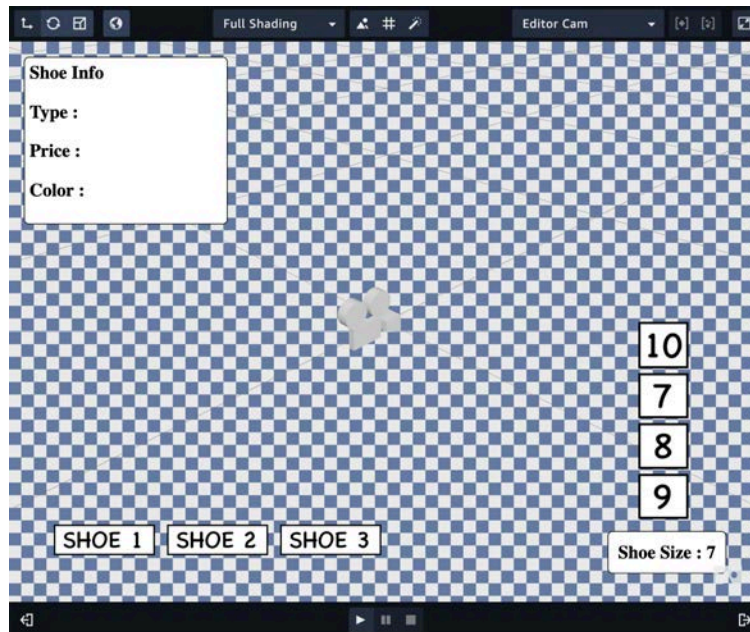 Full Shading
Editor Cam
Shoe Info
Type :
Price :
Color :
10
7
8
9
SHOE 1 SHOE 2 SHOE 3
Shoe Size : 7